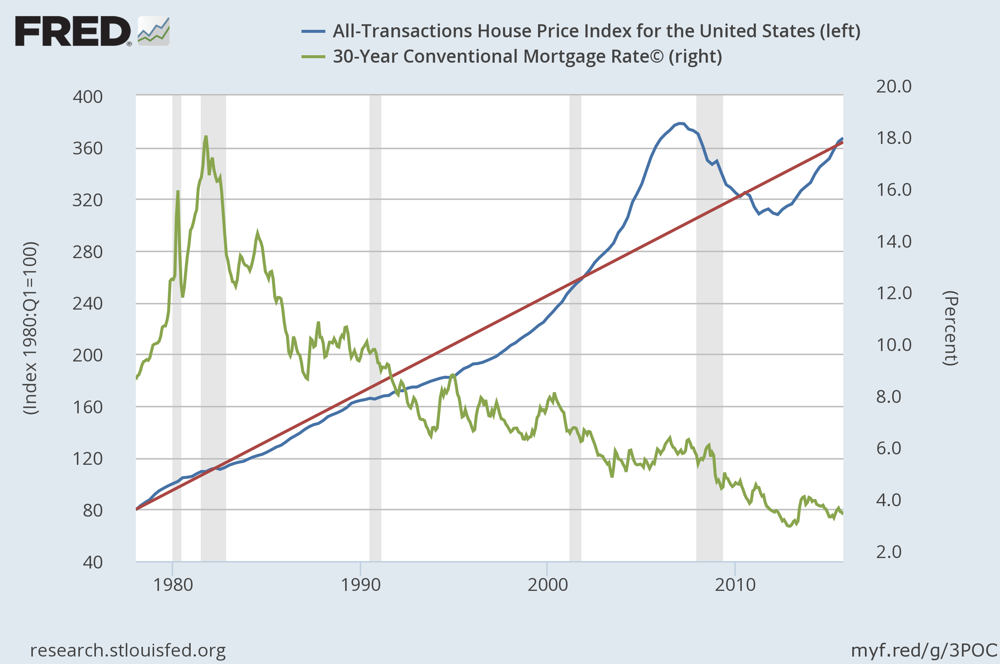 FRED®
All-Transactions House Price Index for the United States (left)
30-Year Conventional Mortgage Rate© (right)
(Index 1980:Q1=100)
400
360
320
280
240
200
160
120
80
40
20.0
18.0
16.0
14.0
12.0
10.0
8.0
6.0
4.0
2.0
(Percent)
1980 1990 2000 2010
research.stlouisfed.org
myf.red/g/3POC